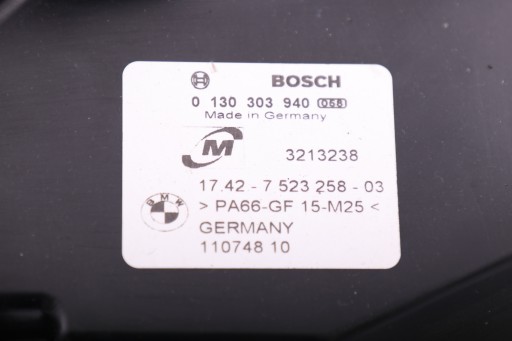 BOSCH
0 130 303 940 058
Made in Germany
M
3213238
17.42 - 7 523 258 - 03
BMW
> PA66-GF 15-M25 <
GERMANY
110748 10